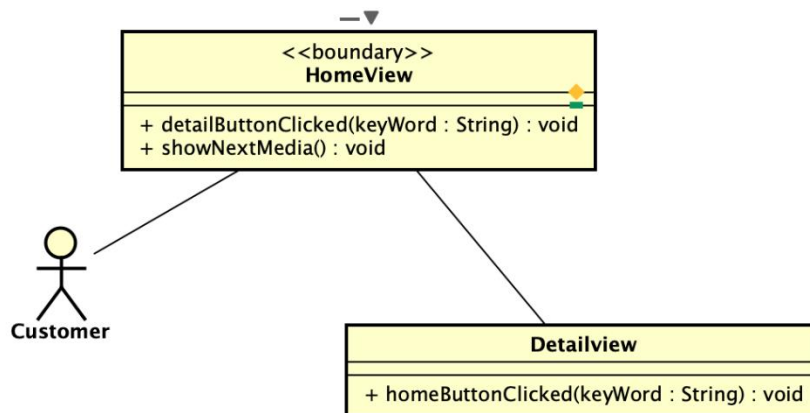 <<boundary>>
HomeView
+ detailButtonClicked(keyWord : String) : void
+ showNextMedia() : void
Customer
Detailview
+ homeButtonClicked(keyWord : String) : void